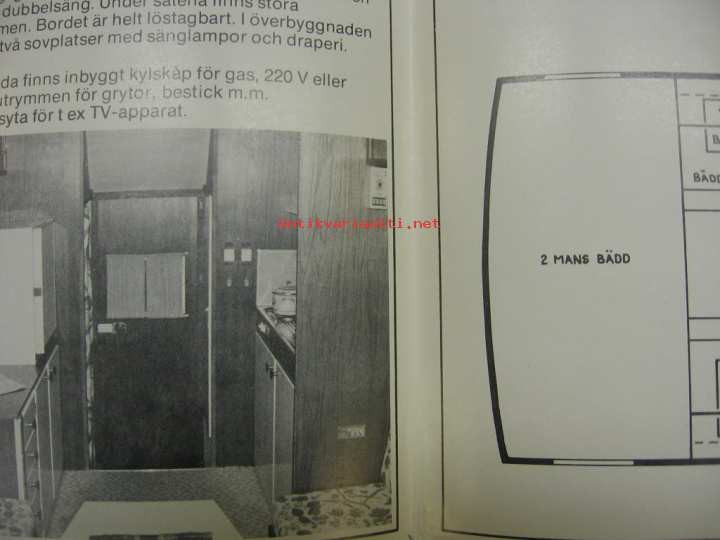 dubbelsäng. Under sätena finns stora
men. Bordet är helt löstagbart. I överbyggnaden
två sovplatser med sänglampor och draperi.
da finns inbyggt kylskåp för gas, 220 V eller
utrymmen för grytor, bestick m.m.
syta för t ex TV-apparat.
antikvariaatti.net
2 MANS BÄDD
BÄDD
B